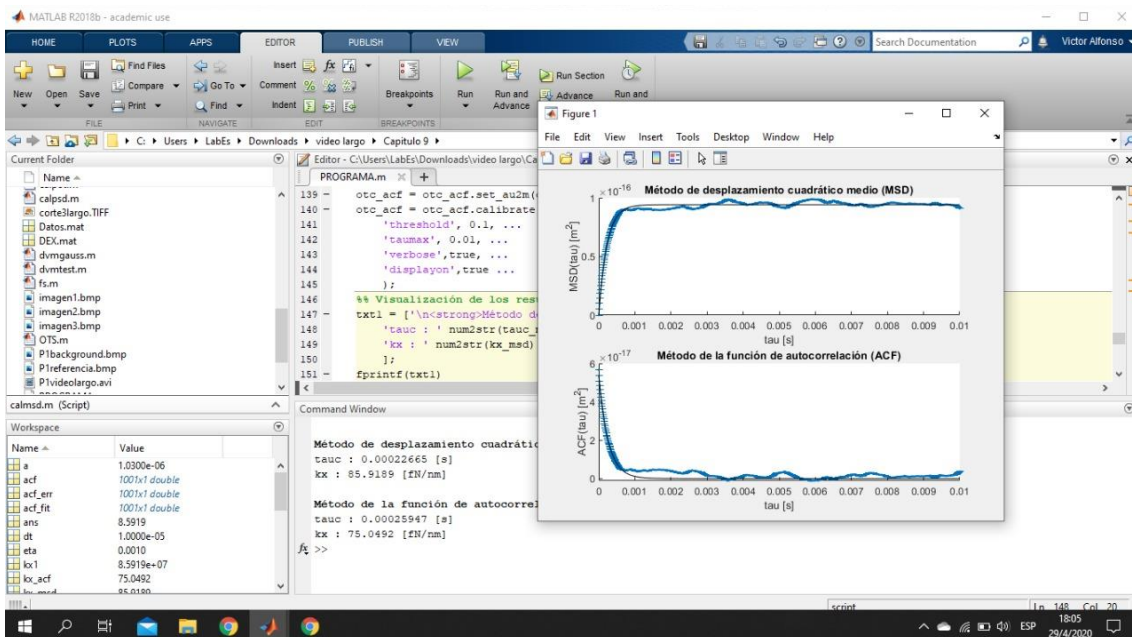 MATLAB R2018b - academic use
HOME PLOTS APPS EDITOR PUBLISH VIEW Search Documentation Victor Alfonso
New Open Save Find Files Compare Print Go To Find Insert fx Comment Indent Breakpoints Run Run and Advance Run Section Advance Run and
FILE NAVIGATE EDIT BREAKPOINTS
C: Users LabEs Downloads video largo Capitulo 9
Current Folder
Name
calpsd.m
corte3largo.TIFF
Datos.mat
DEX.mat
dvmgauss.m
dvmtest.m
fs.m
imagen1.bmp
imagen2.bmp
imagen3.bmp
OTS.m
P1background.bmp
P1referencia.bmp
P1videolargo.avi
calmsd.m (Script)
Workspace
Name Value
a 1.0300e-06
acf 1001x1 double
acf_err 1001x1 double
acf_fit 1001x1 double
ans 8.5919
dt 1.0000e-05
eta 0.0010
kx1 8.5919e+07
kx_acf 75.0492
kx_msd 85.9189
Editor - C:\Users\LabEs\Downloads\video largo\Ca
PROGRAMA.m
139 otc_acf = otc_acf.set_au2m(
140 otc_acf = otc_acf.calibrate
141 'threshold', 0.1, ...
142 'taumax', 0.01, ...
143 'verbose',true, ...
144 'displayon',true ...
145 );
146 %% Visualización de los res
147 txt1 = ['\n<strong>Método d
148 'tauc : ' num2str(tauc_
149 'kx : ' num2str(kx_msd)
150 ];
151 fprintf(txt1)
Command Window
Método de desplazamiento cuadrátic
tauc : 0.00022665 [s]
kx : 85.9189 [fN/nm]
Método de la función de autocorrel
tauc : 0.00025947 [s]
kx : 75.0492 [fN/nm]
fx >>
Figure 1
File Edit View Insert Tools Desktop Window Help
×10-16 Método de desplazamiento cuadrático medio (MSD)
MSD(tau) [m2]
1
0.5
0
0 0.001 0.002 0.003 0.004 0.005 0.006 0.007 0.008 0.009 0.01
tau [s]
×10-17 Método de la función de autocorrelación (ACF)
ACF(tau) [m2]
6
4
2
0
0 0.001 0.002 0.003 0.004 0.005 0.006 0.007 0.008 0.009 0.01
tau [s]
script Ln 148 Col 20
ESP 18:05
29/4/2020